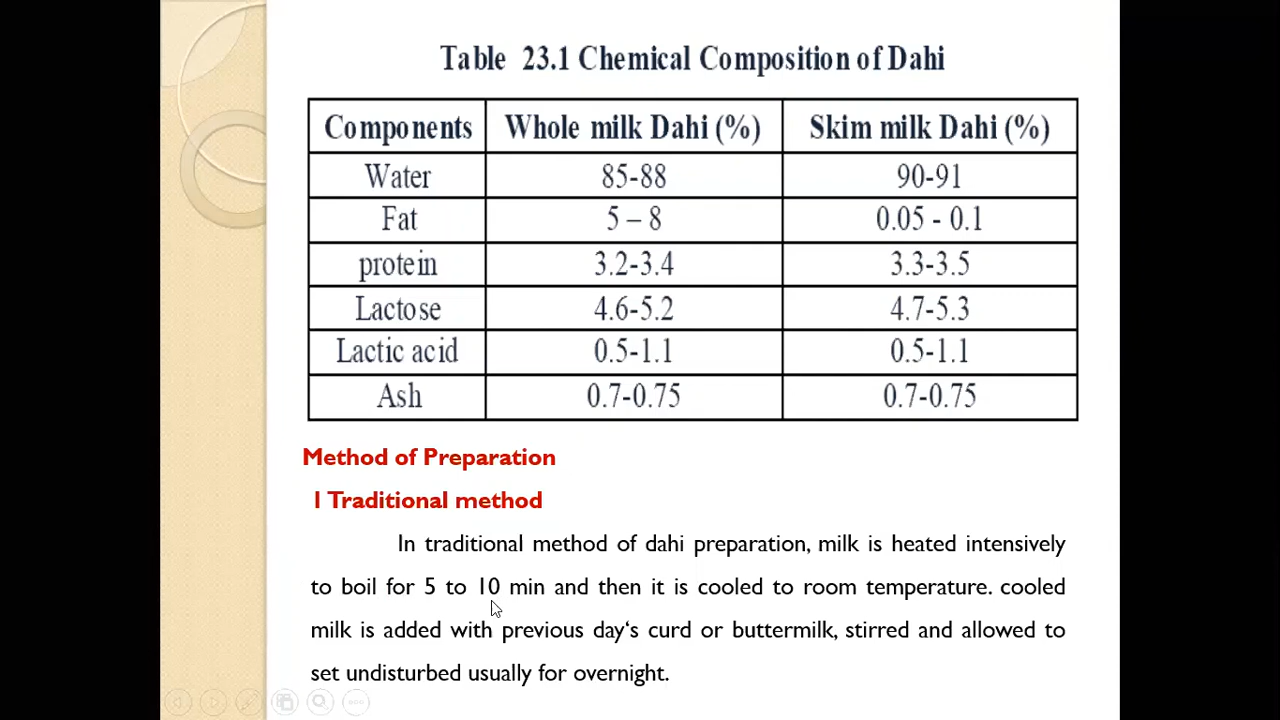 Table 23.1 Chemical Composition of Dahi
Components Whole milk Dahi (%) Skim milk Dahi (%)
Water 85-88 90-91
Fat 5 – 8 0.05 - 0.1
protein 3.2-3.4 3.3-3.5
Lactose 4.6-5.2 4.7-5.3
Lactic acid 0.5-1.1 0.5-1.1
Ash 0.7-0.75 0.7-0.75
Method of Preparation
1 Traditional method
In traditional method of dahi preparation, milk is heated intensively
to boil for 5 to 10 min and then it is cooled to room temperature. cooled
milk is added with previous day‘s curd or buttermilk, stirred and allowed to
set undisturbed usually for overnight.